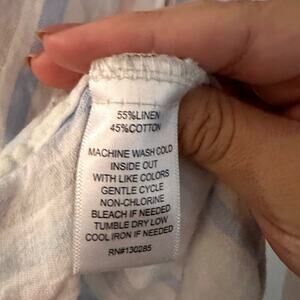 55%LINEN
45%COTTON
MACHINE WASH COLD
INSIDE OUT
WITH LIKE COLORS
GENTLE CYCLE
NON-CHLORINE
BLEACH IF NEEDED
TUMBLE DRY LOW
COOL IRON IF NEEDED
RN#130285